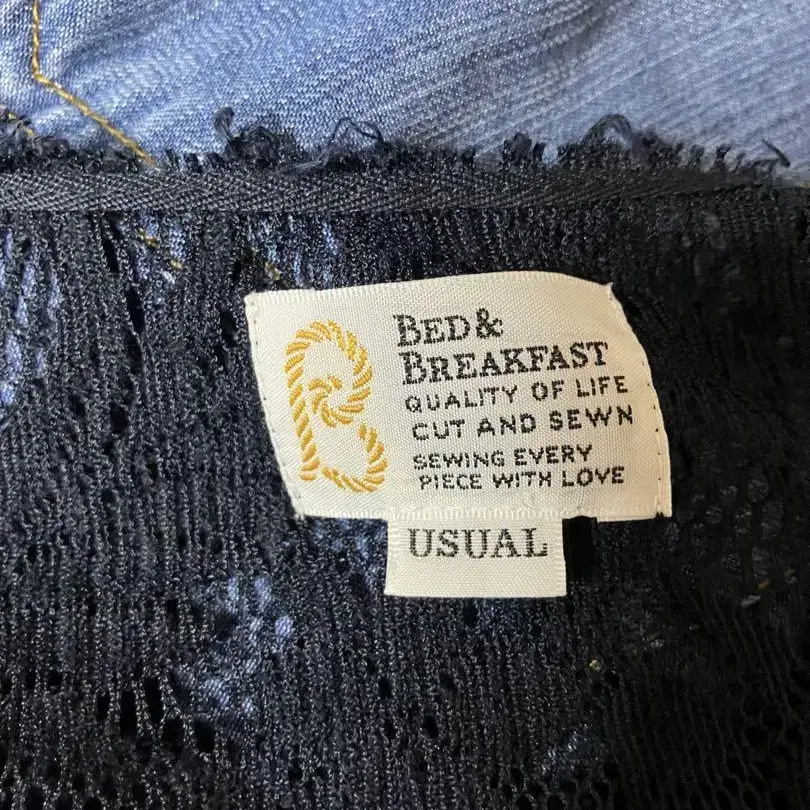 BED &
BREAKFAST
QUALITY OF LIFE
CUT AND SEWN
SEWING EVERY
PIECE WITH LOVE
USUAL